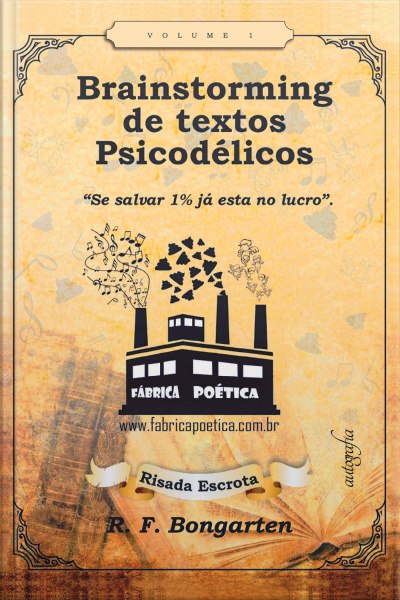 VOLUME 1
Brainstorming
de textos
Psicodélicos
“Se salvar 1% já esta no lucro”.
FÁBRICA POÉTICA
www.fabricapoetica.com.br
Risada Escrota
autografia
R. F. Bongarten